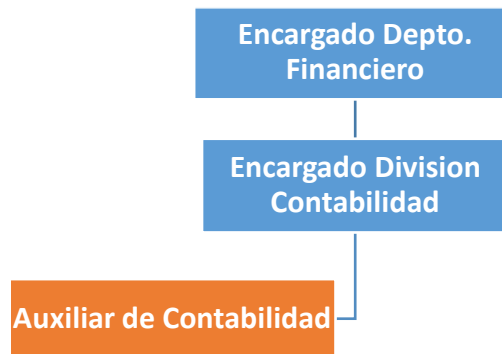 Encargado Depto.
Financiero
Encargado Division
Contabilidad
Auxiliar de Contabilidad